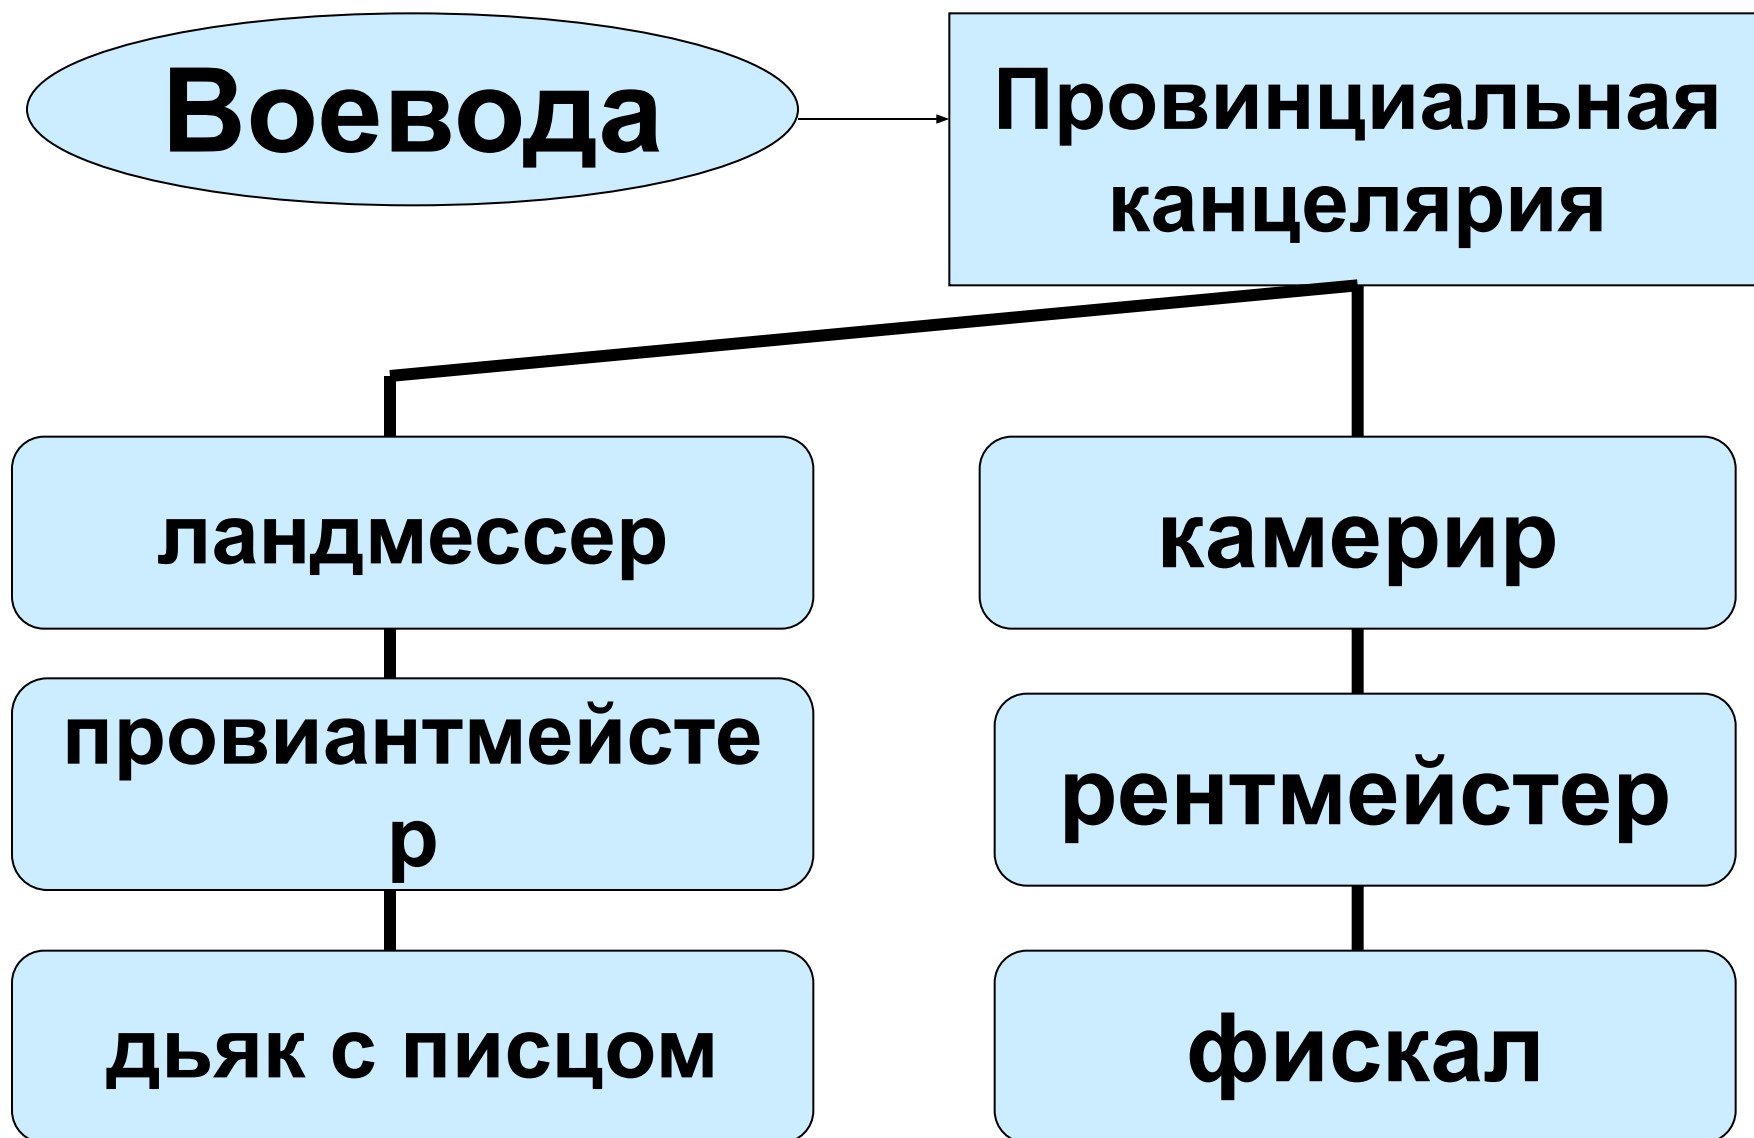 Воевода
Провинциальная
канцелярия
ландмессер
камерир
провиантмейсте
р
рентмейстер
дьяк с писцом
фискал